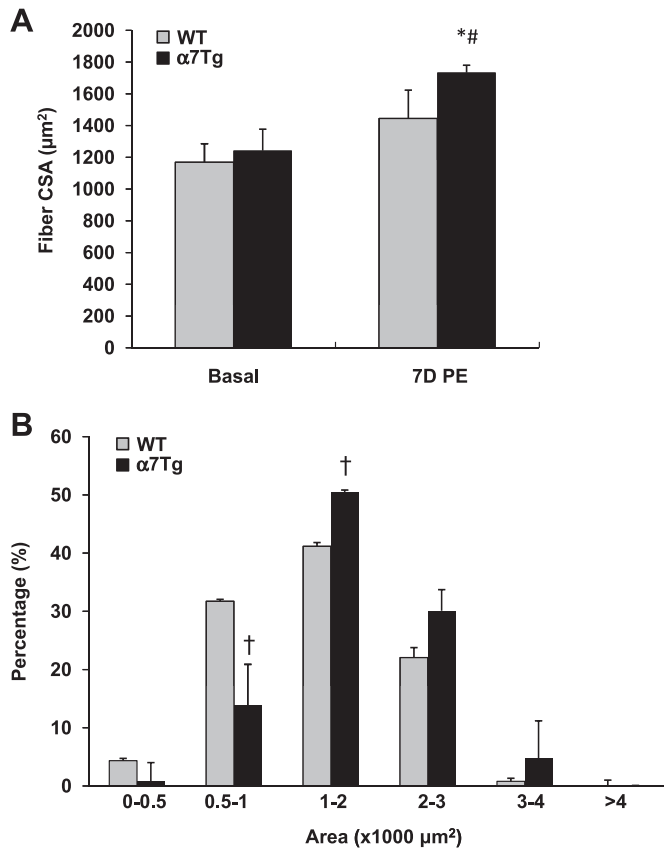 A
2000
1800
1600
1400
1200
1000
800
600
400
200
0
Fiber CSA (µm²)
WT
α7Tg
*#
Basal
7D PE
B
60
50
40
30
20
10
0
Percentage (%)
WT
α7Tg
†
†
0-0.5
0.5-1
1-2
2-3
3-4
>4
Area (x1000 µm²)